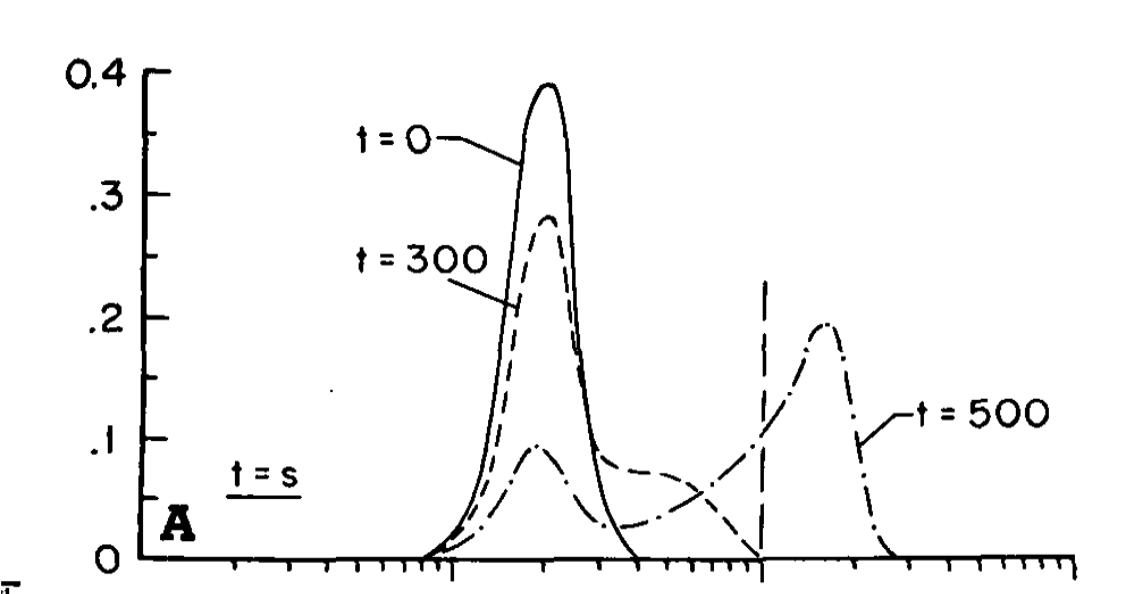 0.4
t = 0
.3
t = 300
.2
t = 500
.1
t = s
A
0